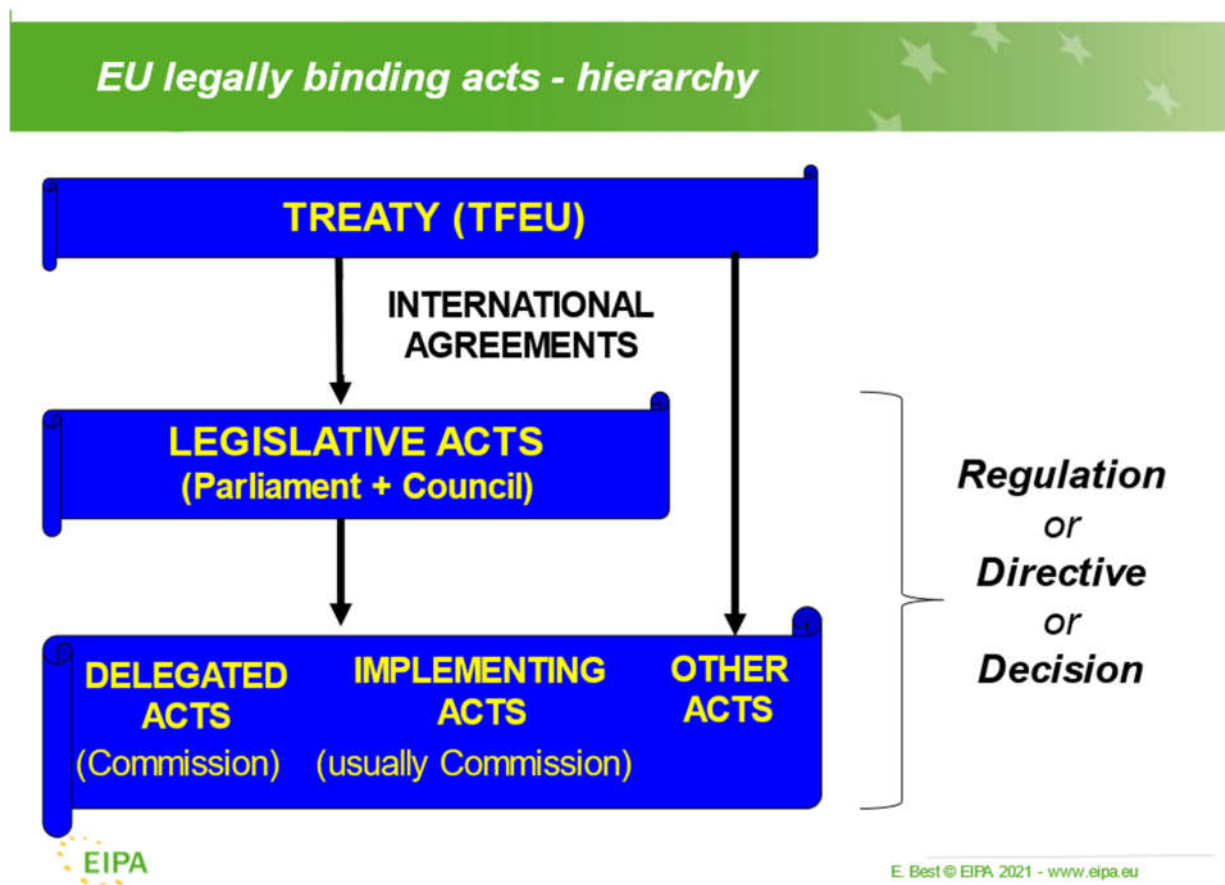 EU legally binding acts - hierarchy
TREATY (TFEU)
INTERNATIONAL
AGREEMENTS
LEGISLATIVE ACTS
(Parliament + Council)
Regulation
or
Directive
or
Decision
DELEGATED
ACTS
(Commission)
IMPLEMENTING
ACTS
(usually Commission)
OTHER
ACTS
EIPA
E. Best © EIPA 2021 - www.eipa.eu